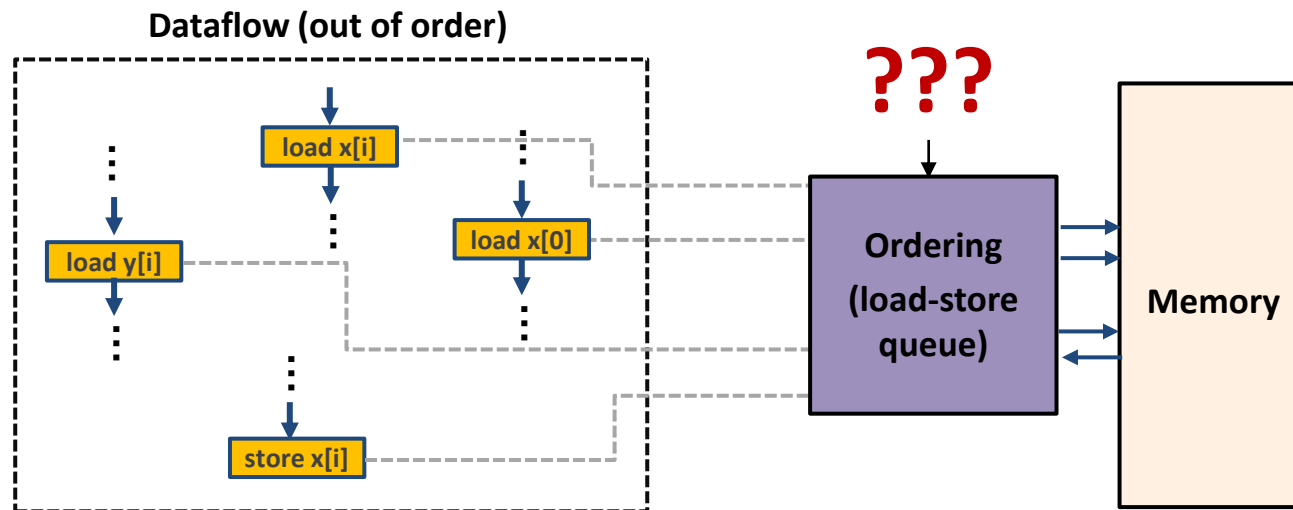 Dataflow (out of order)
???
load x[i]
load x[0]
load y[i]
store x[i]
Ordering
(load-store
queue)
Memory